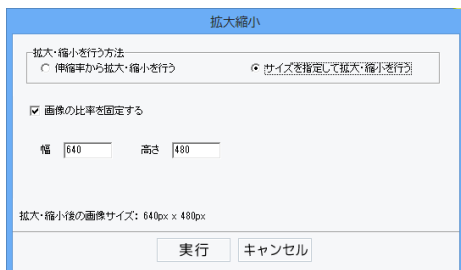 拡大縮小
拡大・縮小を行う方法
伸縮率から拡大・縮小を行う サイズを指定して拡大・縮小を行う
画像の比率を固定する
幅 640 高さ 480
拡大・縮小後の画像サイズ: 640px x 480px
実行 キャンセル